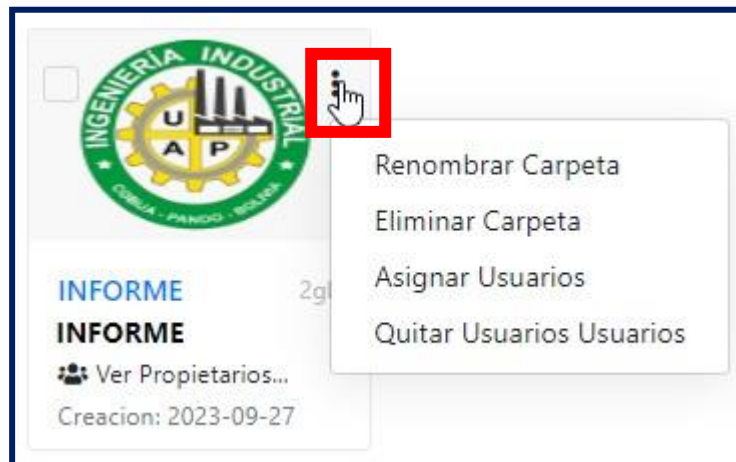 INGENIERÍA INDUSTRIAL
U
A P
COBIJA - PANDO - BOLIVIA
Renombrar Carpeta
Eliminar Carpeta
Asignar Usuarios
Quitar Usuarios Usuarios
INFORME
INFORME
Ver Propietarios...
Creacion: 2023-09-27